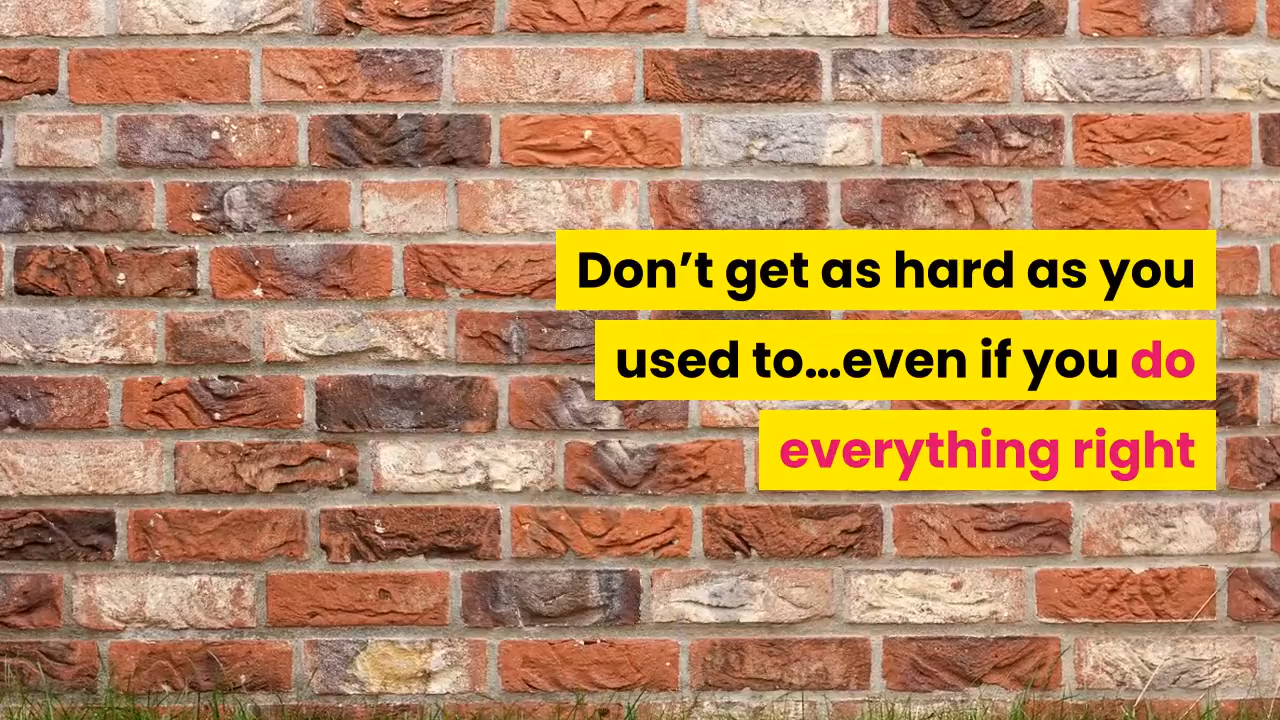 Don’t get as hard as you
used to...even if you do
everything right